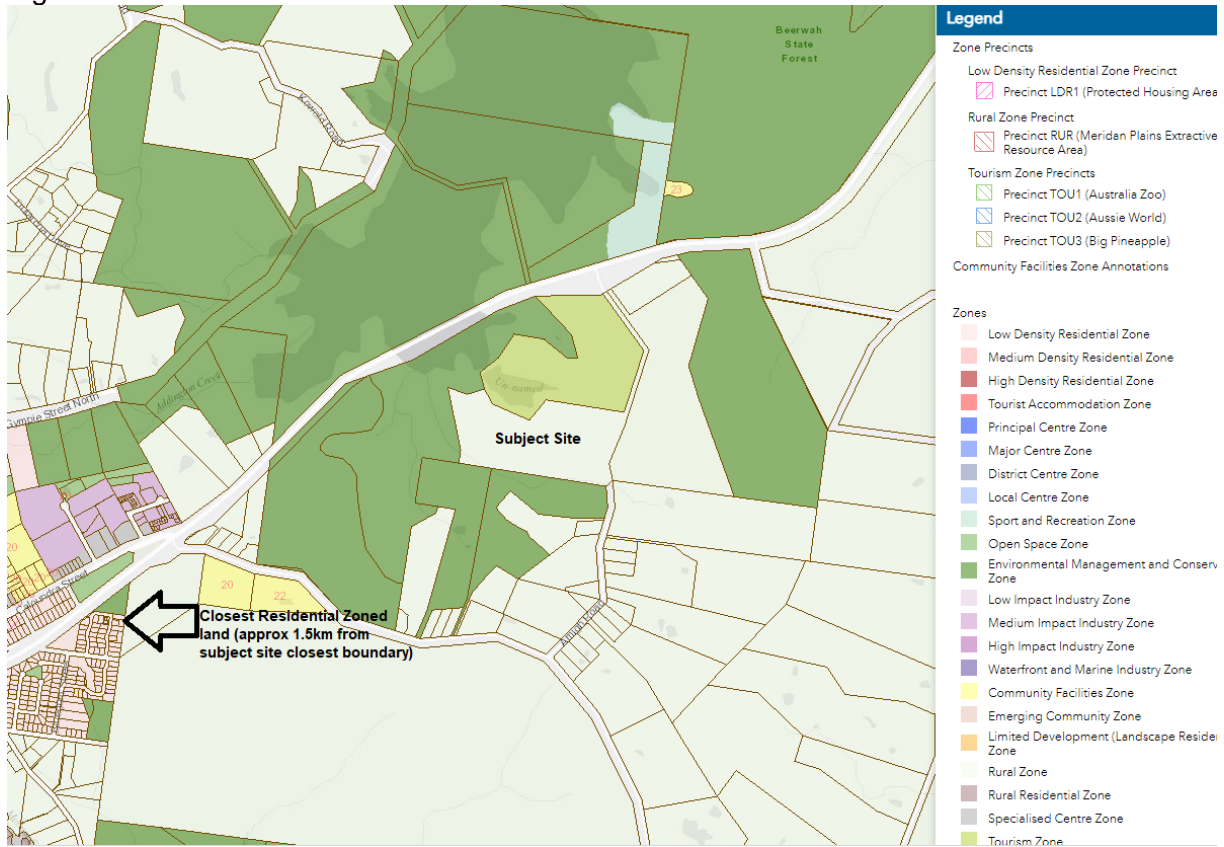 Beerwah
State
Forest
Kowald Road
23
Addington Creek
Gympie Street North
Un-named
Subject Site
20
20
22
Caloundra Street
Closest Residential Zoned
land (approx 1.5km from
subject site closest boundary)
Legend
Zone Precincts
Low Density Residential Zone Precinct
Precinct LDR1 (Protected Housing Area
Rural Zone Precinct
Precinct RUR (Meridan Plains Extractive
Resource Area)
Tourism Zone Precincts
Precinct TOU1 (Australia Zoo)
Precinct TOU2 (Aussie World)
Precinct TOU3 (Big Pineapple)
Community Facilities Zone Annotations
Zones
Low Density Residential Zone
Medium Density Residential Zone
High Density Residential Zone
Tourist Accommodation Zone
Principal Centre Zone
Major Centre Zone
District Centre Zone
Local Centre Zone
Sport and Recreation Zone
Open Space Zone
Environmental Management and Conserv
Zone
Low Impact Industry Zone
Medium Impact Industry Zone
High Impact Industry Zone
Waterfront and Marine Industry Zone
Community Facilities Zone
Emerging Community Zone
Limited Development (Landscape Residen
Zone
Rural Zone
Rural Residential Zone
Specialised Centre Zone
Tourism Zone